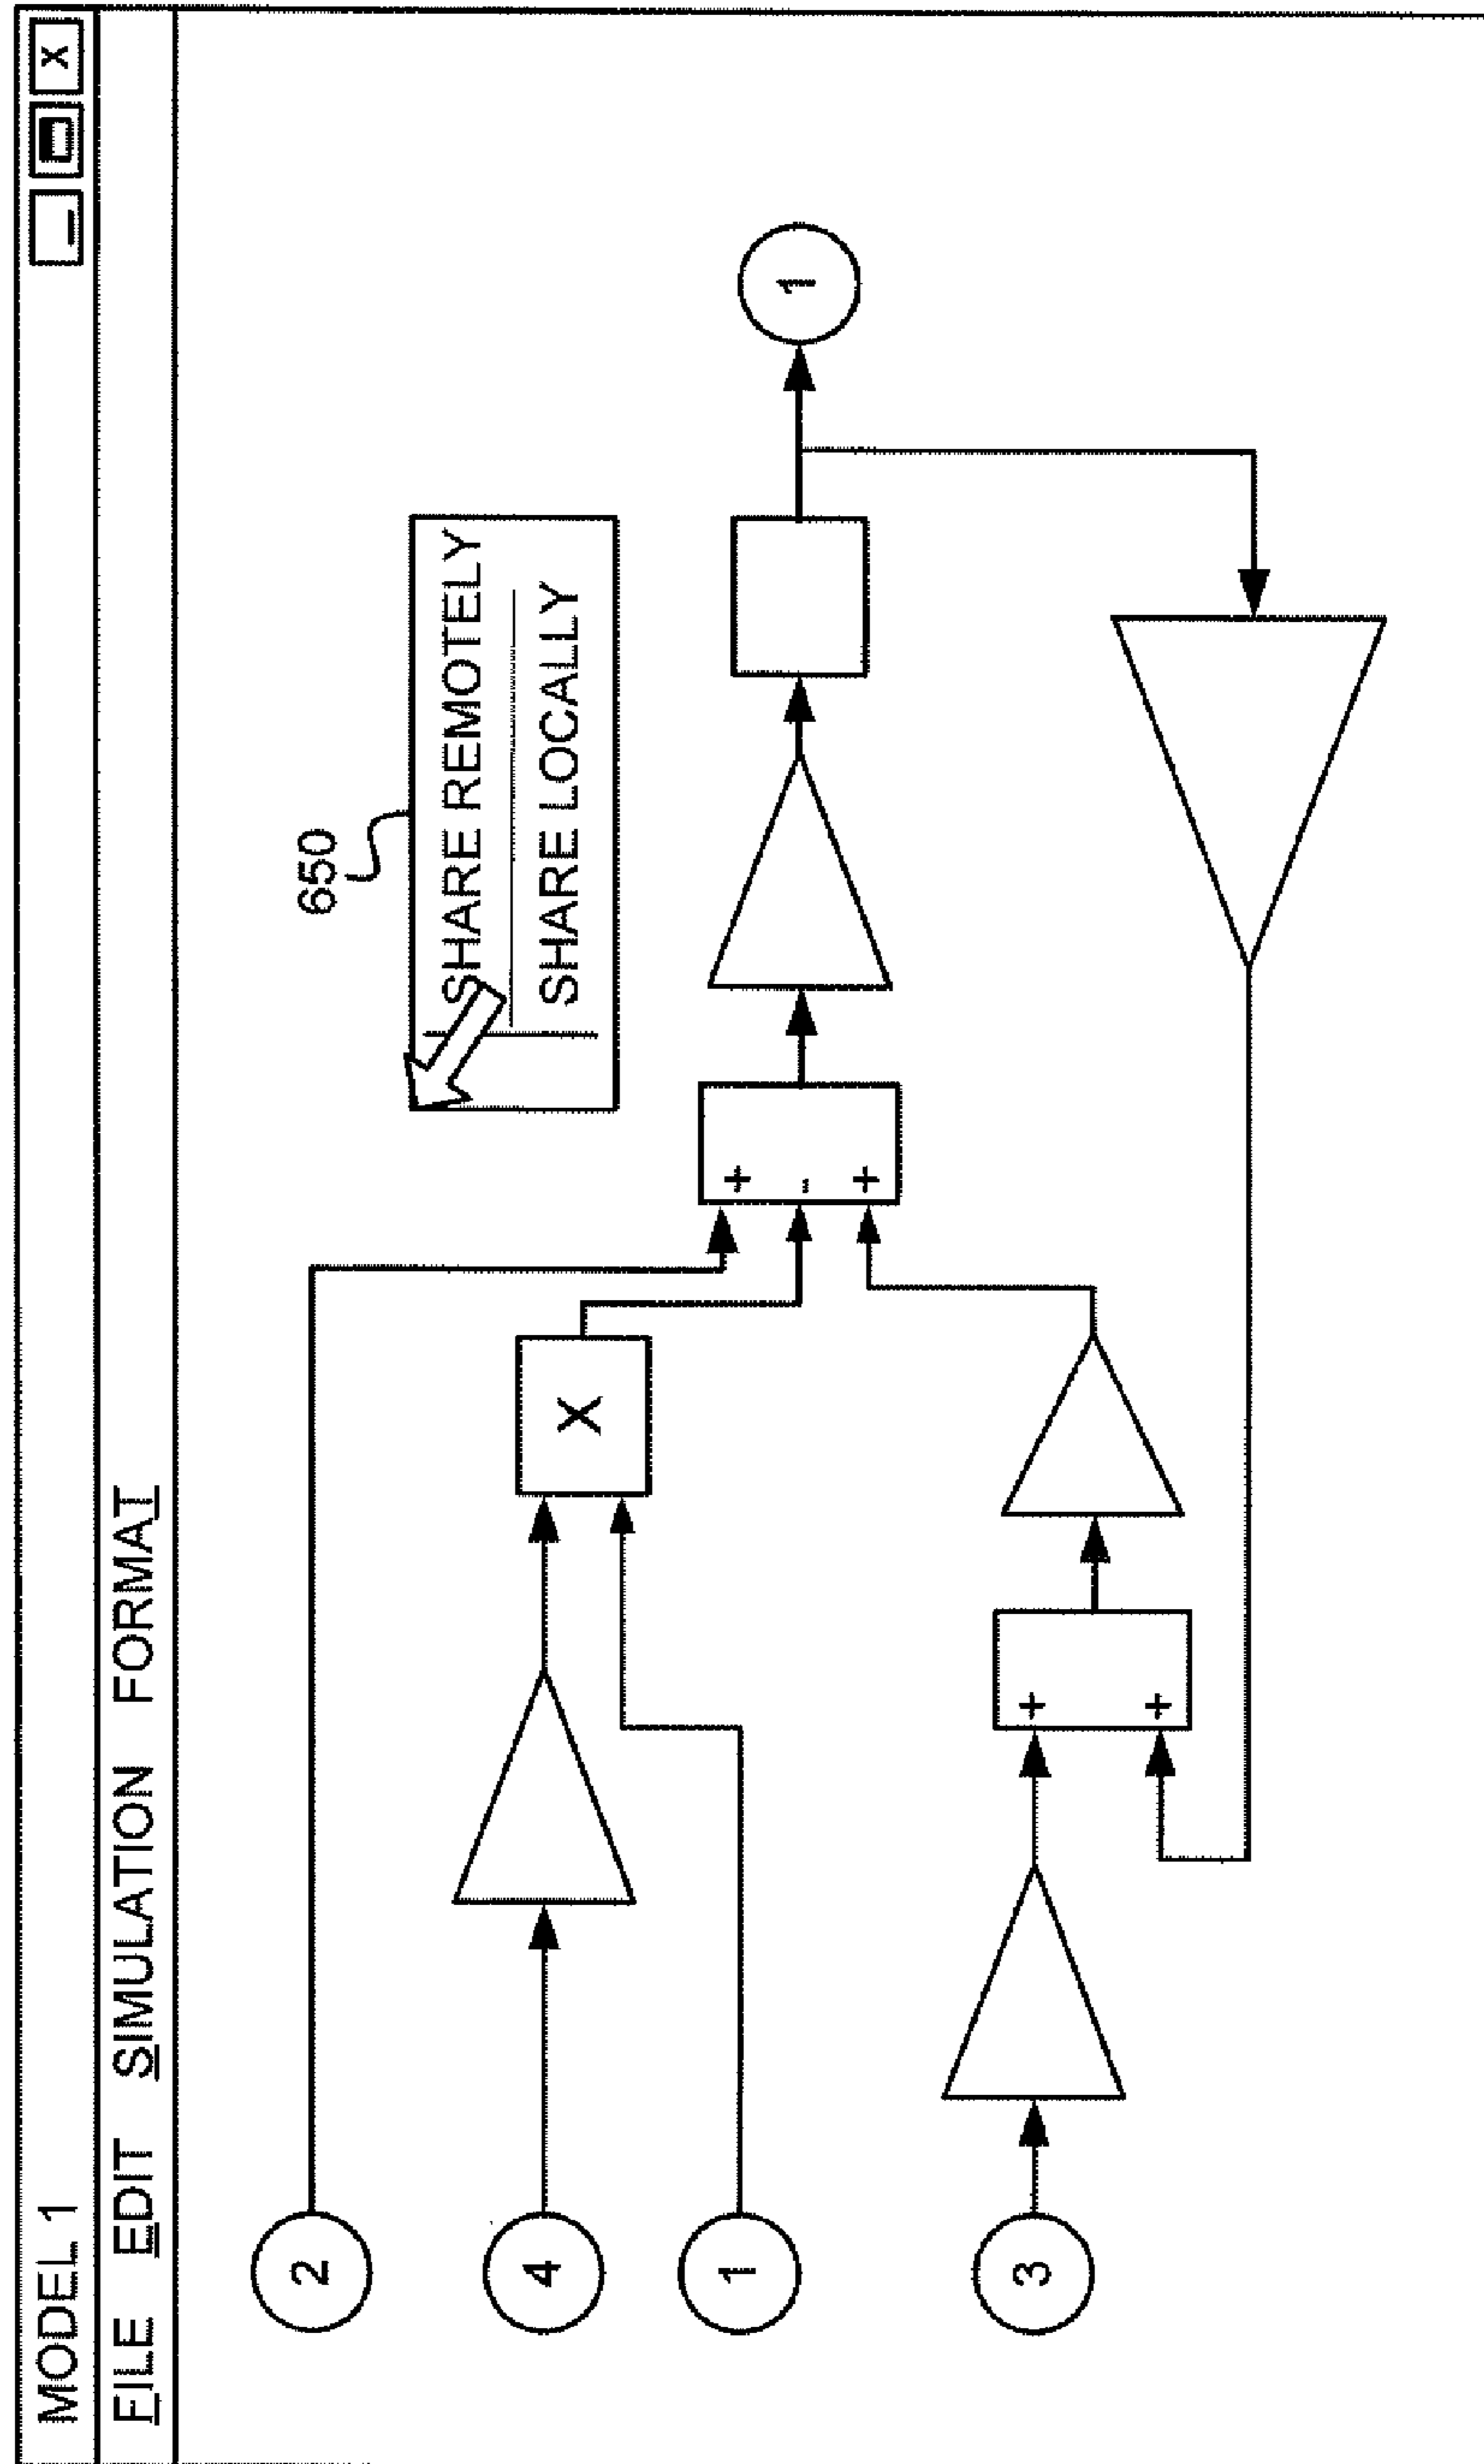 MODEL 1
_ X
FILE EDIT SIMULATION FORMAT
650
SHARE REMOTELY
SHARE LOCALLY
2
4
X
1
3
+
-
+
+
+
1